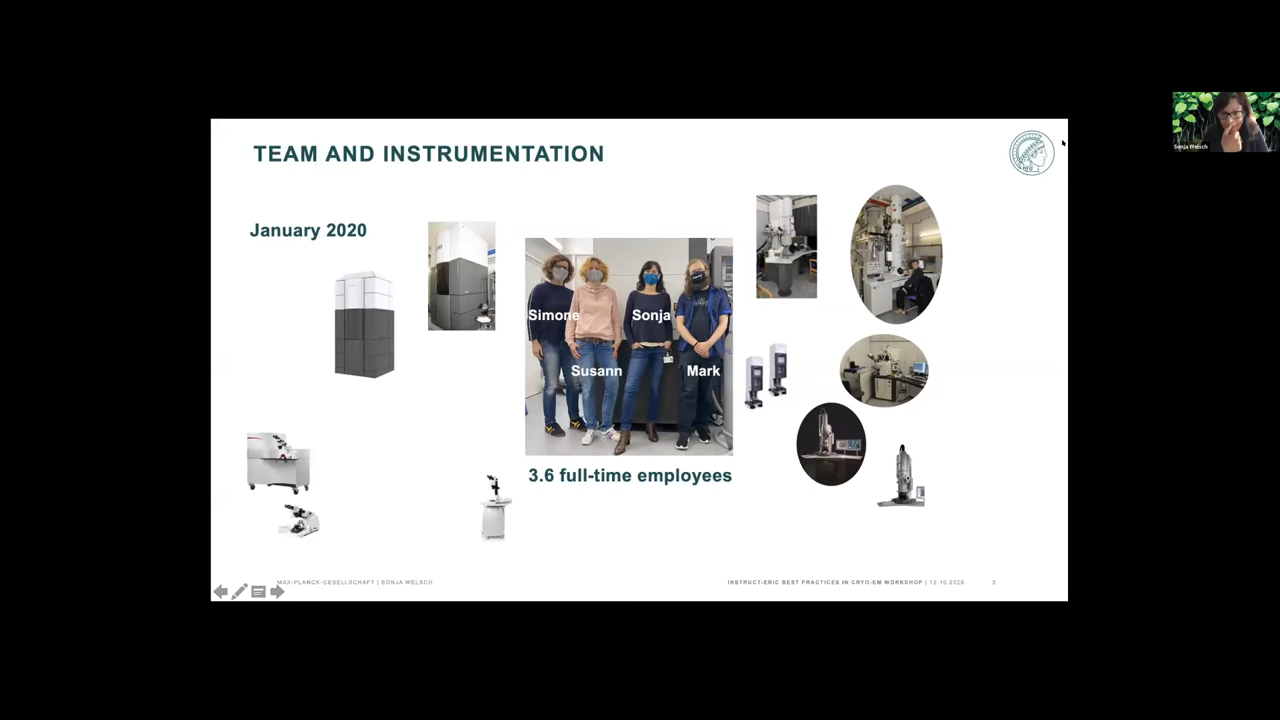 TEAM AND INSTRUMENTATION
January 2020
Simone
Sonja
Susann
Mark
3.6 full-time employees
MAX-PLANCK-GESELLSCHAFT | SONJA WELSCH
INSTRUCT-ERIC BEST PRACTICES IN CRYO-EM WORKSHOP | 12.10 2020
2
Sonja